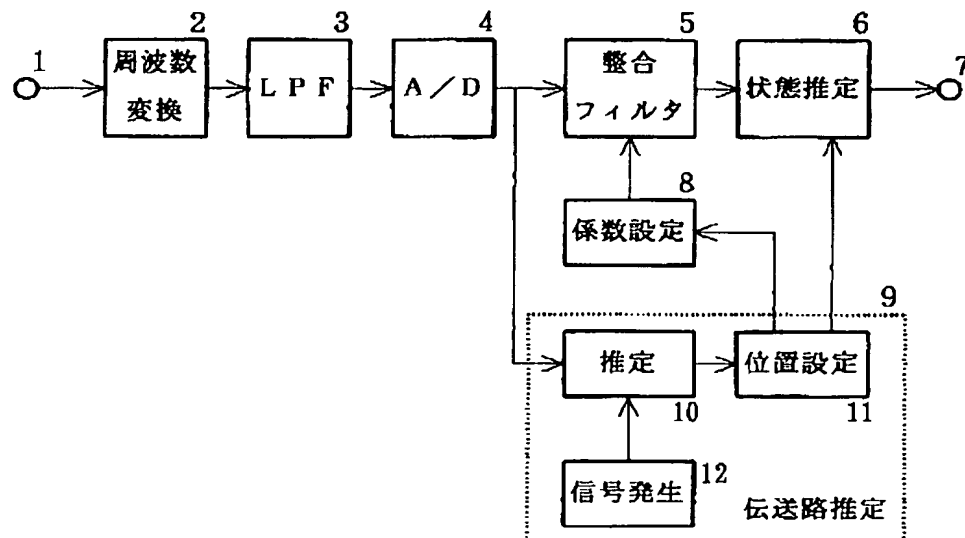 1
2
周波数
変換
3
LPF
4
A/D
5
整合
フィルタ
6
状態推定
7
8
係数設定
9
推定
10
位置設定
11
信号発生
12
伝送路推定